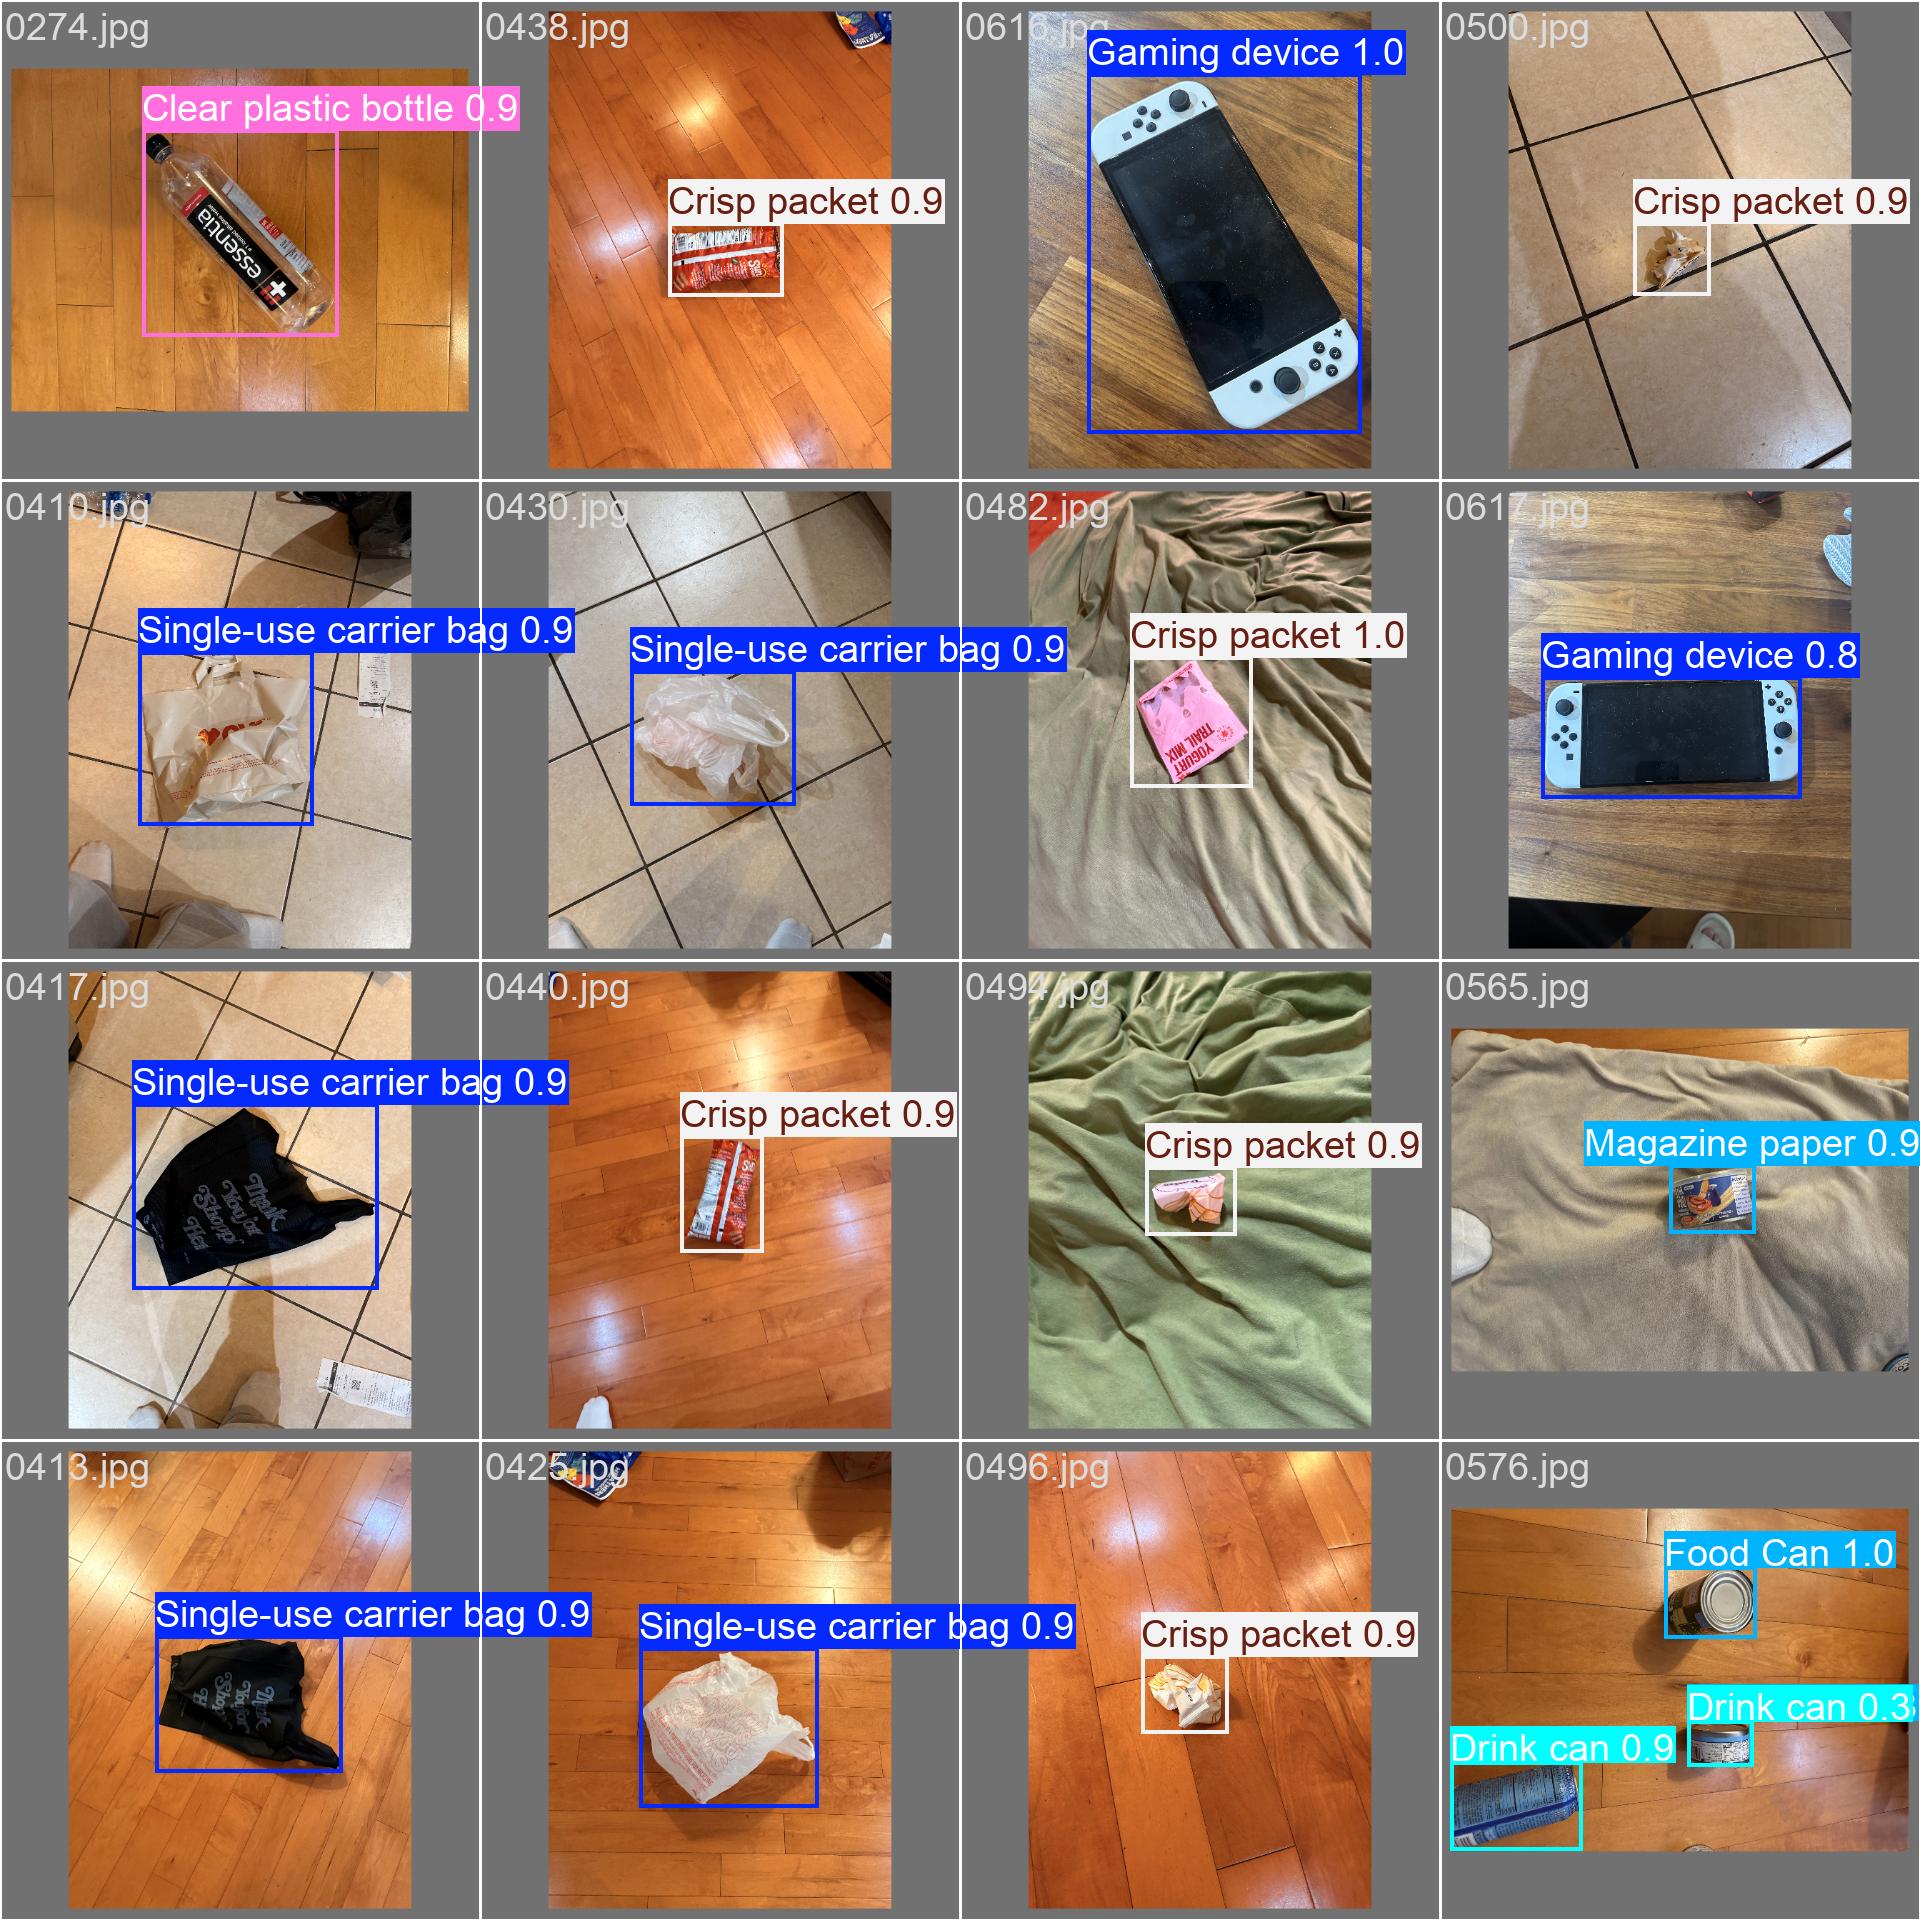 0274.jpg
Clear plastic bottle 0.9
essentia
0438.jpg
Crisp packet 0.9
0616.jpg
Gaming device 1.0
0500.jpg
Crisp packet 0.9
0410.jpg
Single-use carrier bag 0.9
0430.jpg
Single-use carrier bag 0.9
0482.jpg
Crisp packet 1.0
YOGURT
TRAIL MIX
0617.jpg
Gaming device 0.8
0417.jpg
Single-use carrier bag 0.9
Thank
You for
0440.jpg
Crisp packet 0.9
0494.jpg
Crisp packet 0.9
0565.jpg
Magazine paper 0.9
0413.jpg
Single-use carrier bag 0.9
0425.jpg
Single-use carrier bag 0.9
0496.jpg
Crisp packet 0.9
0576.jpg
Food Can 1.0
Drink can 0.3
Drink can 0.9